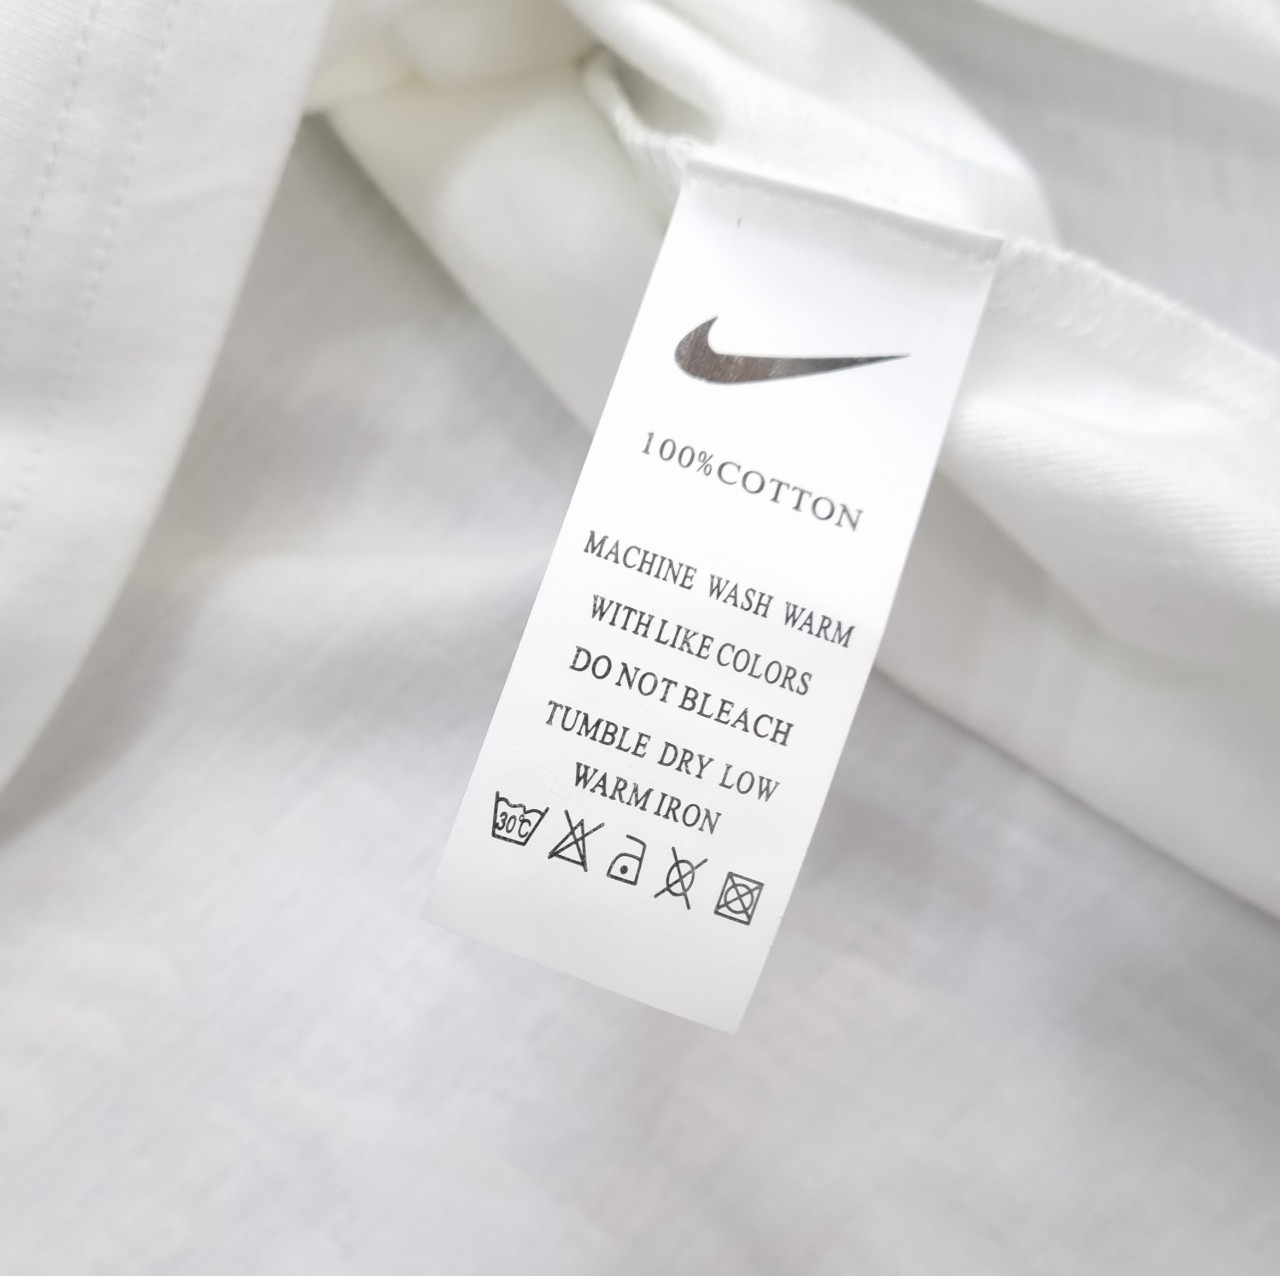 100%COTTON
MACHINE WASH WARM
WITH LIKE COLORS
DO NOT BLEACH
TUMBLE DRY LOW
WARM IRON
30℃